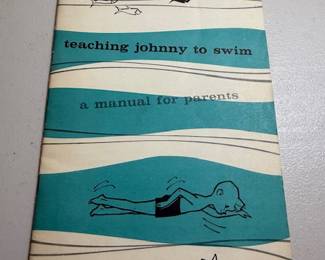 teaching johnny to swim
a manual for parents